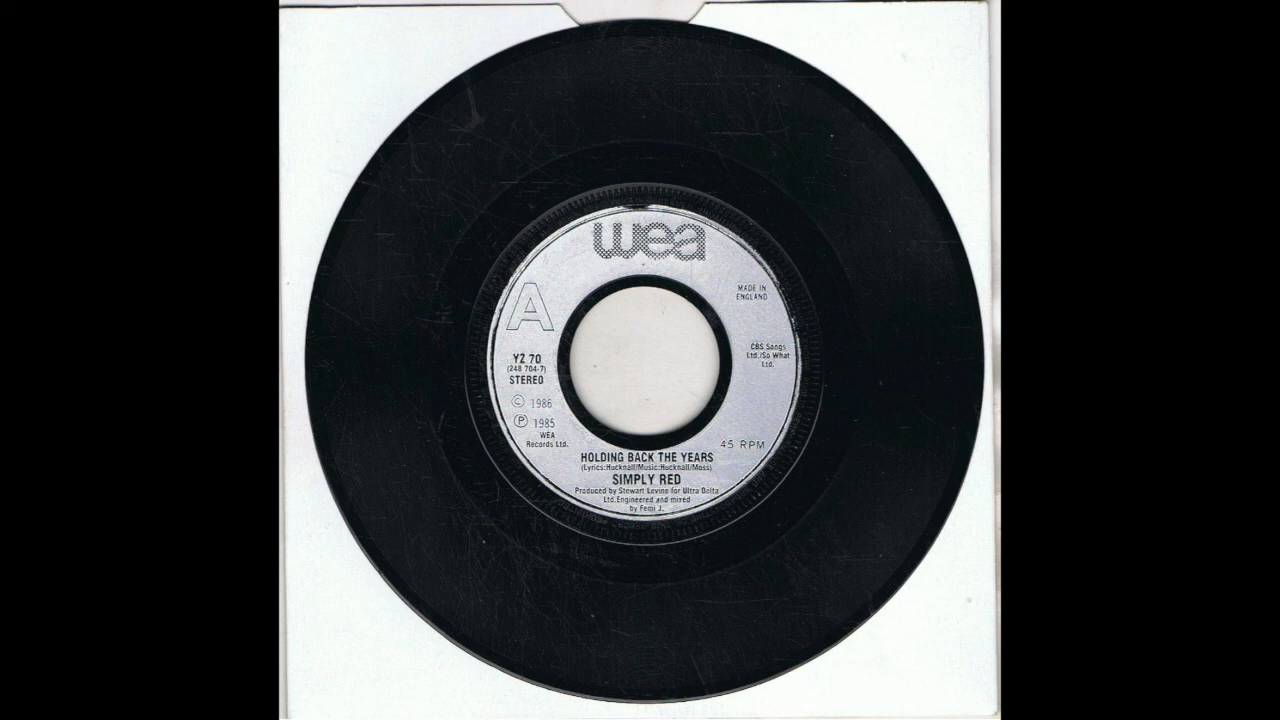 wea
MADE IN
ENGLAND
A
CBS Songs
Ltd./So What
Ltd.
YZ 70
(248 704-7)
STEREO
© 1986
Ⓟ 1985
WEA
Records Ltd.
45 RPM
HOLDING BACK THE YEARS
(Lyrics:Hucknall/Music:Hucknall/Moss)
SIMPLY RED
Produced by Stewart Levine for Ultra Delta
Ltd.Engineered and mixed
by Femi J.